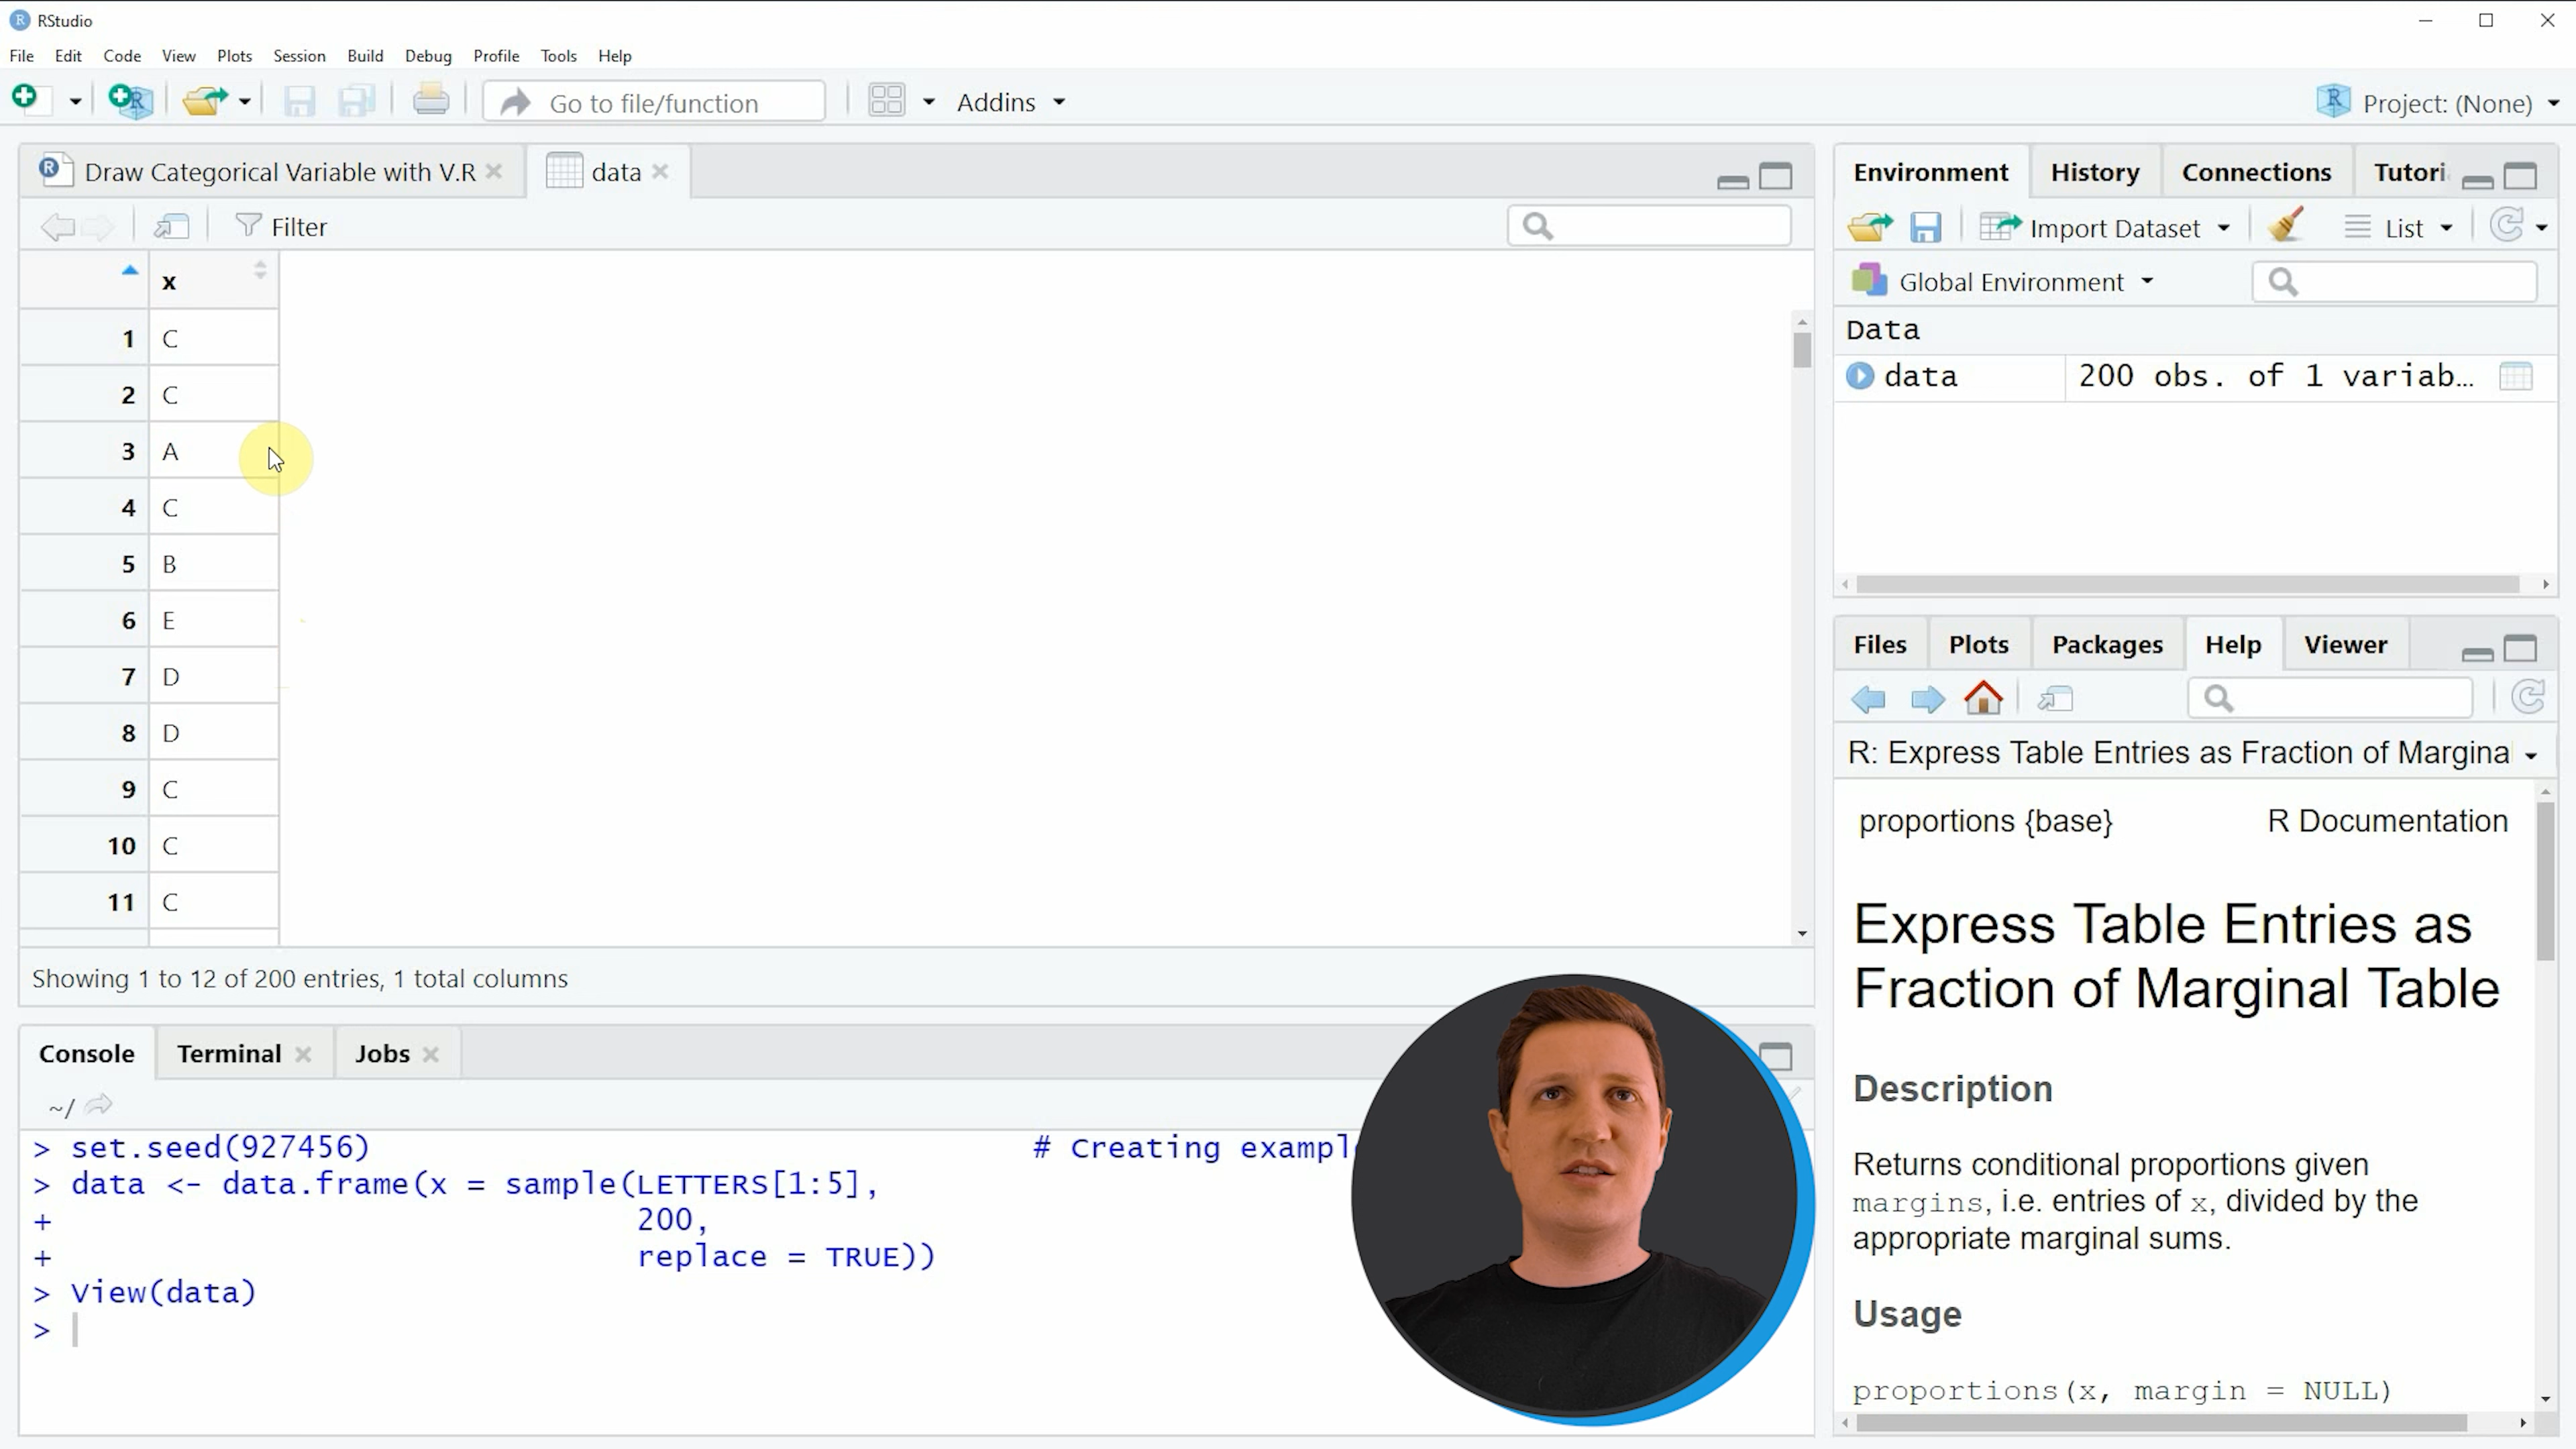 RStudio
File Edit Code View Plots Session Build Debug Profile Tools Help
Go to file/function Addins Project: (None)
Draw Categorical Variable with V.R data
Filter
x
1 C
2 C
3 A
4 C
5 B
6 E
7 D
8 D
9 C
10 C
11 C
Showing 1 to 12 of 200 entries, 1 total columns
Console Terminal Jobs
~/
> set.seed(927456) # Creating exampl
> data <- data.frame(x = sample(LETTERS[1:5],
+ 200,
+ replace = TRUE))
> View(data)
>
Environment History Connections Tutori
Import Dataset List
Global Environment
Data
data 200 obs. of 1 variab…
Files Plots Packages Help Viewer
R: Express Table Entries as Fraction of Margina
proportions {base} R Documentation
Express Table Entries as
Fraction of Marginal Table
Description
Returns conditional proportions given
margins, i.e. entries of x, divided by the
appropriate marginal sums.
Usage
proportions(x, margin = NULL)